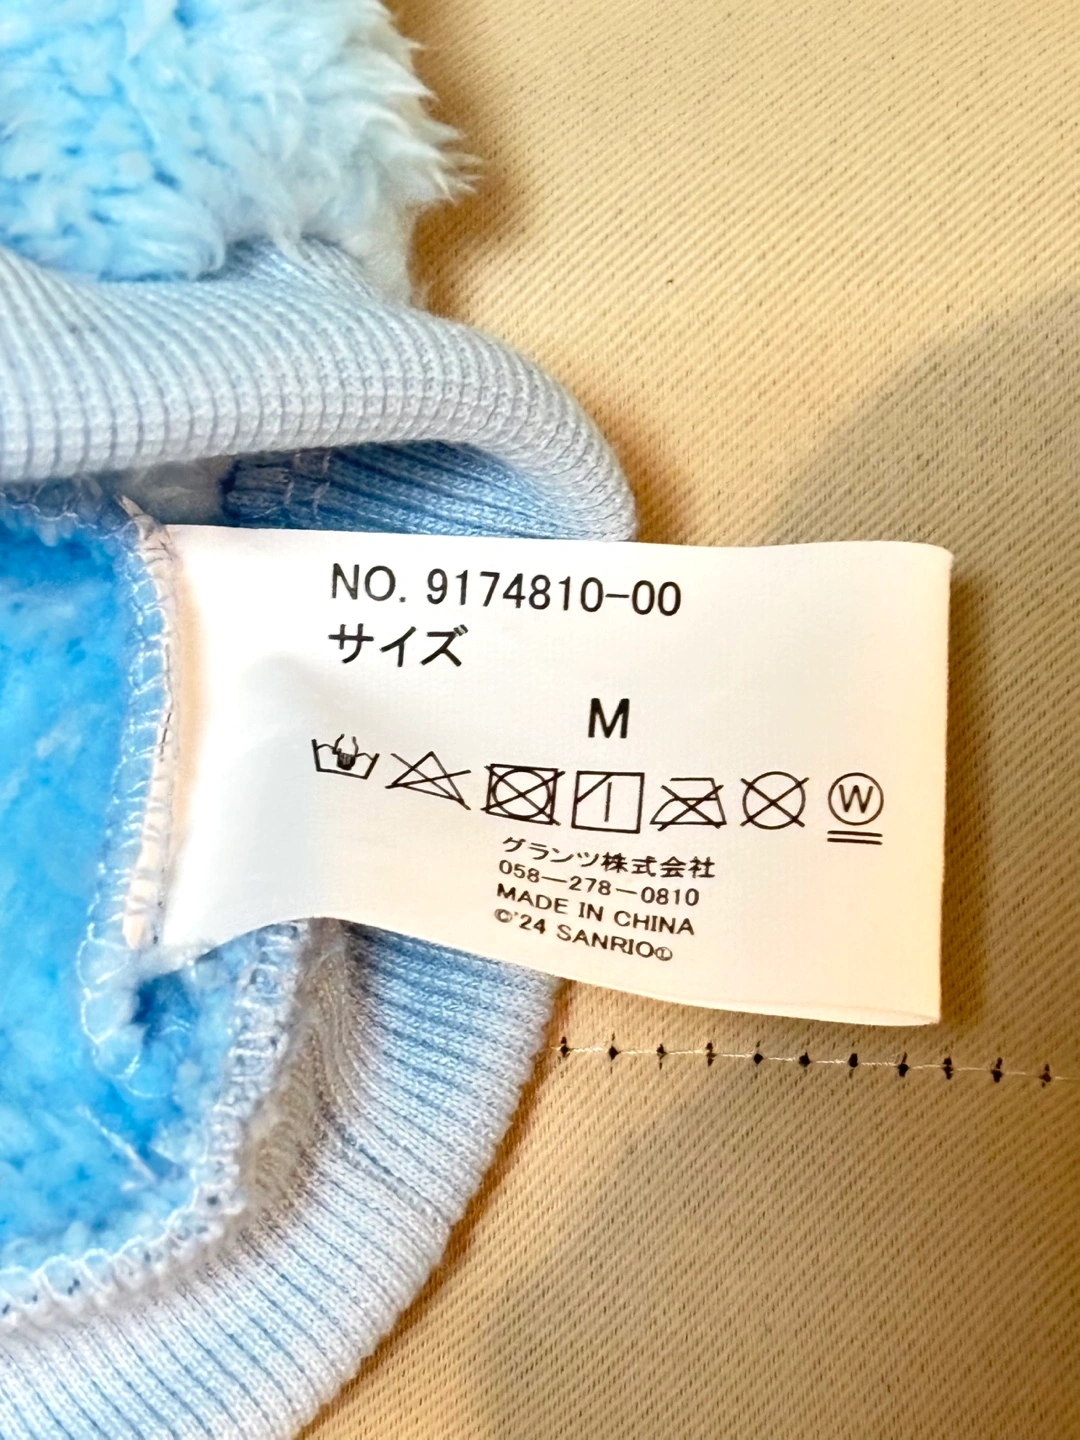 NO. 9174810-00
サイズ
M
W
グランツ株式会社
058―278―0810
MADE IN CHINA
©'24 SANRIO①